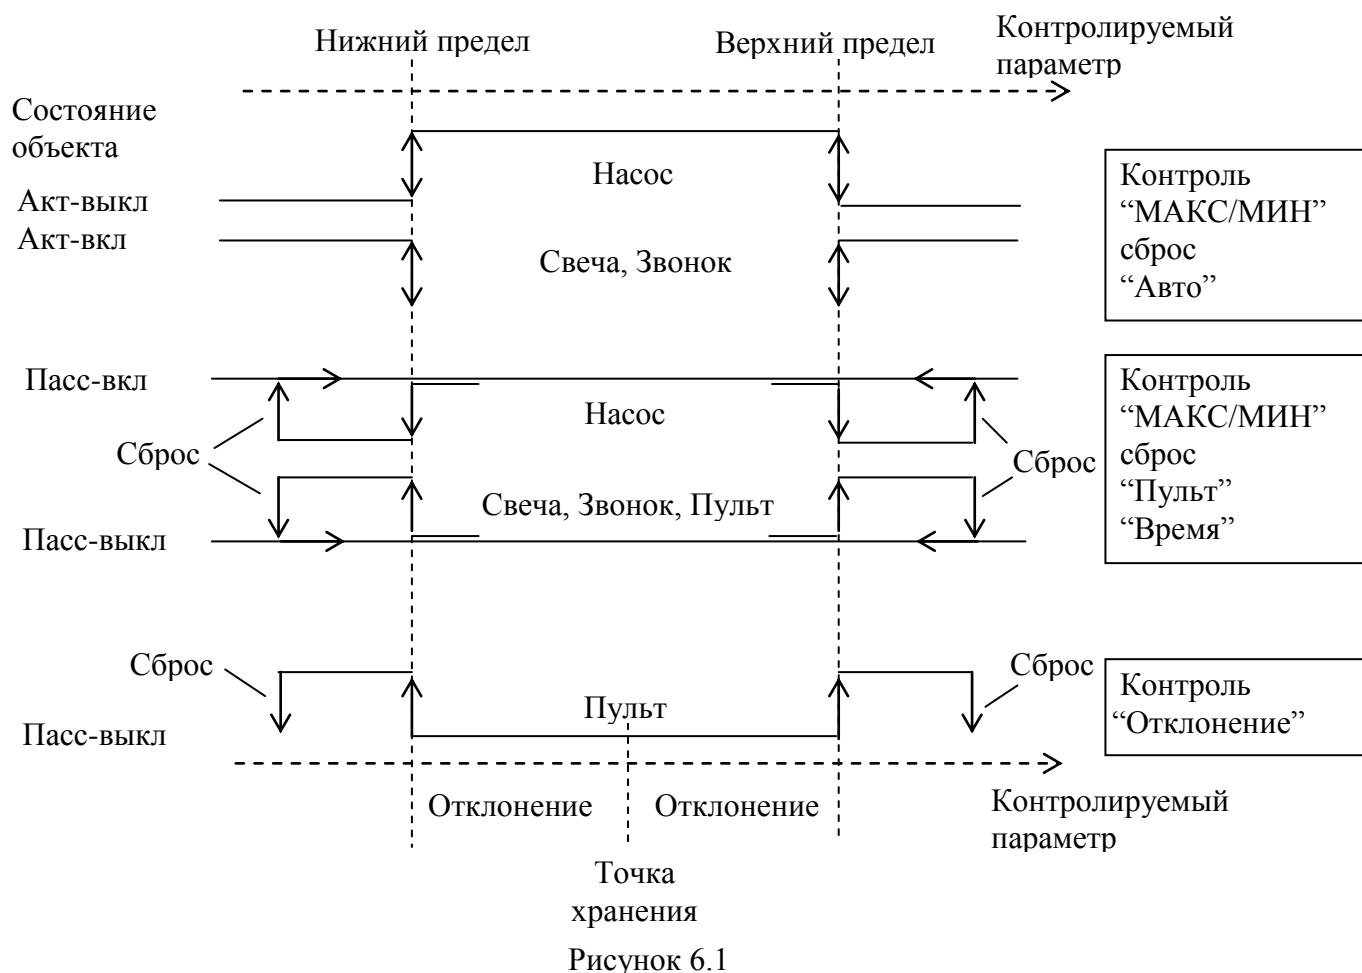 Нижний предел
Верхний предел
Контролируемый
параметр
Состояние
объекта
Насос
Акт-выкл
Акт-вкл
Свеча, Звонок
Контроль
“МАКС/МИН”
сброс
“Авто”
Пасс-вкл
Насос
Сброс
Сброс
Свеча, Звонок, Пульт
Пасс-выкл
Контроль
“МАКС/МИН”
сброс
“Пульт”
“Время”
Сброс
Сброс
Пульт
Пасс-выкл
Контроль
“Отклонение”
Отклонение
Отклонение
Контролируемый
параметр
Точка
хранения
Рисунок 6.1